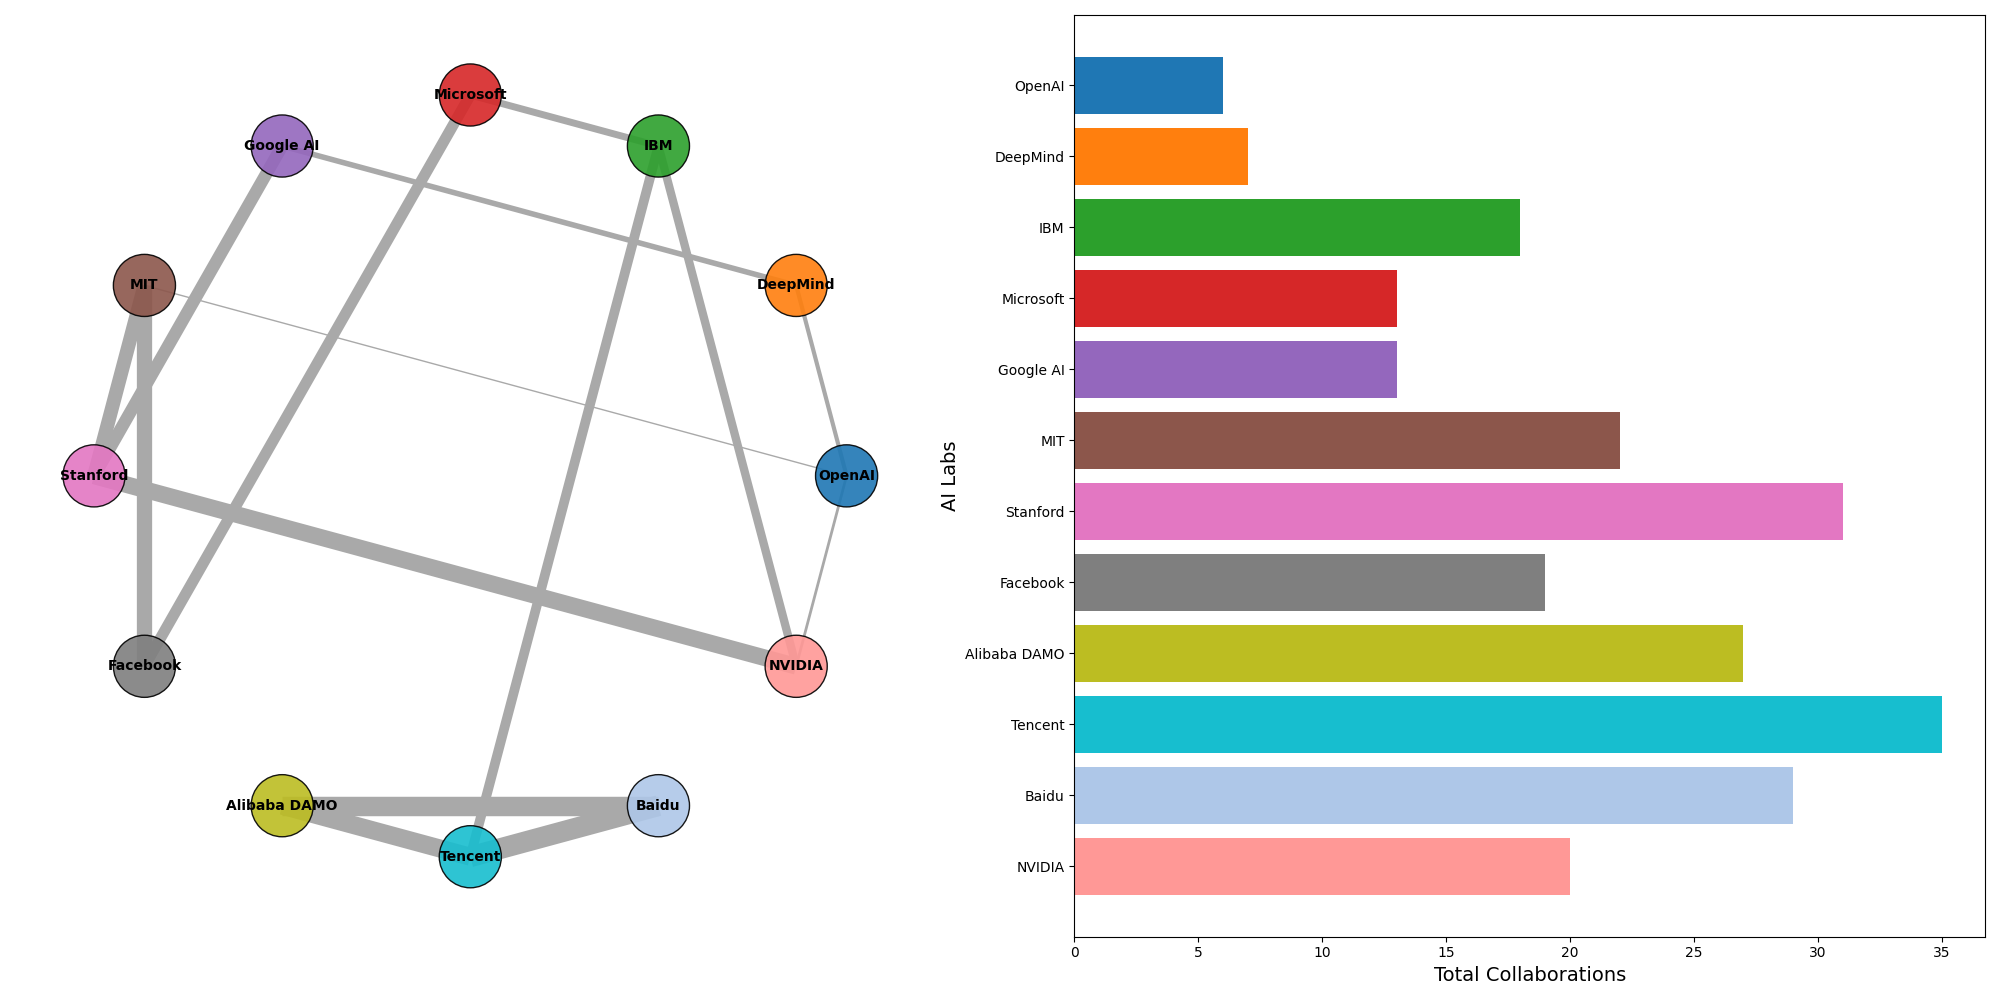 Microsoft
Google AI
IBM
MIT
DeepMind
Stanford
OpenAI
Facebook
NVIDIA
Alibaba DAMO
Baidu
Tencent
AI Labs
OpenAI
DeepMind
IBM
Microsoft
Google AI
MIT
Stanford
Facebook
Alibaba DAMO
Tencent
Baidu
NVIDIA
0 5 10 15 20 25 30 35
Total Collaborations